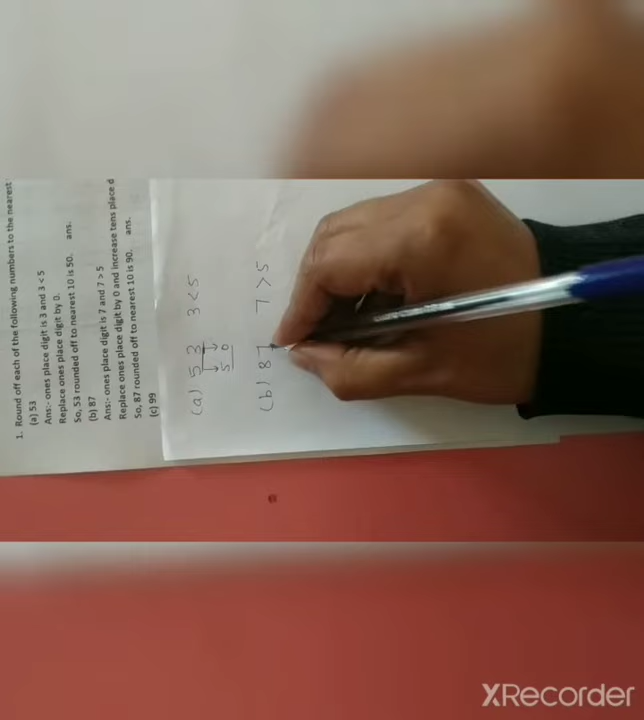 1. Round off each of the following numbers to the nearest
(a) 53
Ans:- ones place digit is 3 and 3 < 5
Replace ones place digit by 0.
So, 53 rounded off to nearest 10 is 50. ans.
(b) 87
Ans:- ones place digit is 7 and 7 > 5
Replace ones place digit by 0 and increase tens place d
So, 87 rounded off to nearest 10 is 90. ans.
(c) 99
(a) 53 3 < 5
50
(b) 87 7 > 5
XRecorder